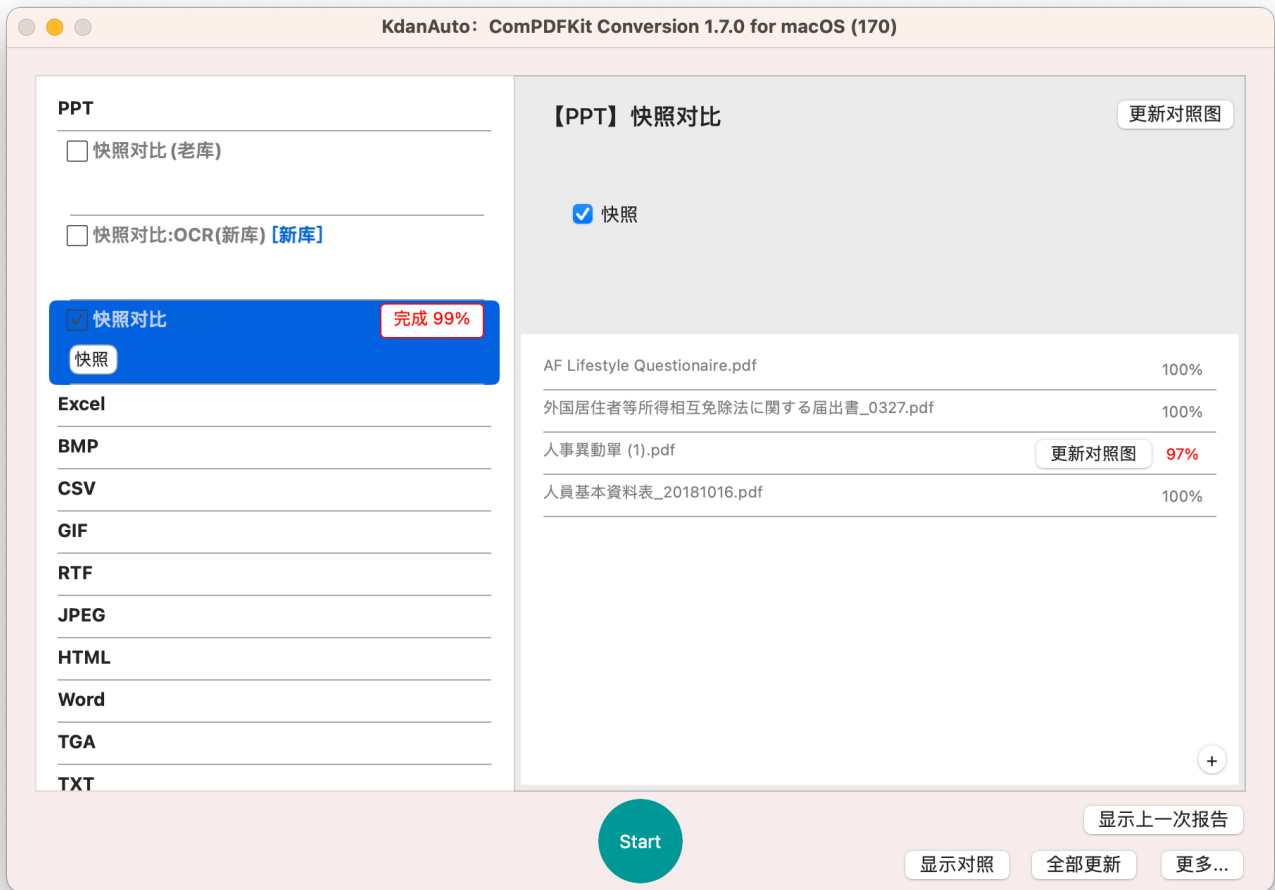 KdanAuto：ComPDFKit Conversion 1.7.0 for macOS (170)
PPT
快照对比(老库)
快照对比:OCR(新库) [新库]
快照对比
完成 99%
快照
Excel
BMP
CSV
GIF
RTF
JPEG
HTML
Word
TGA
TXT
【PPT】快照对比
更新对照图
快照
AF Lifestyle Questionaire.pdf 100%
外国居住者等所得相互免除法に関する届出書_0327.pdf 100%
人事異動單 (1).pdf 更新对照图 97%
人員基本資料表_20181016.pdf 100%
+
Start
显示上一次报告
显示对照
全部更新
更多...